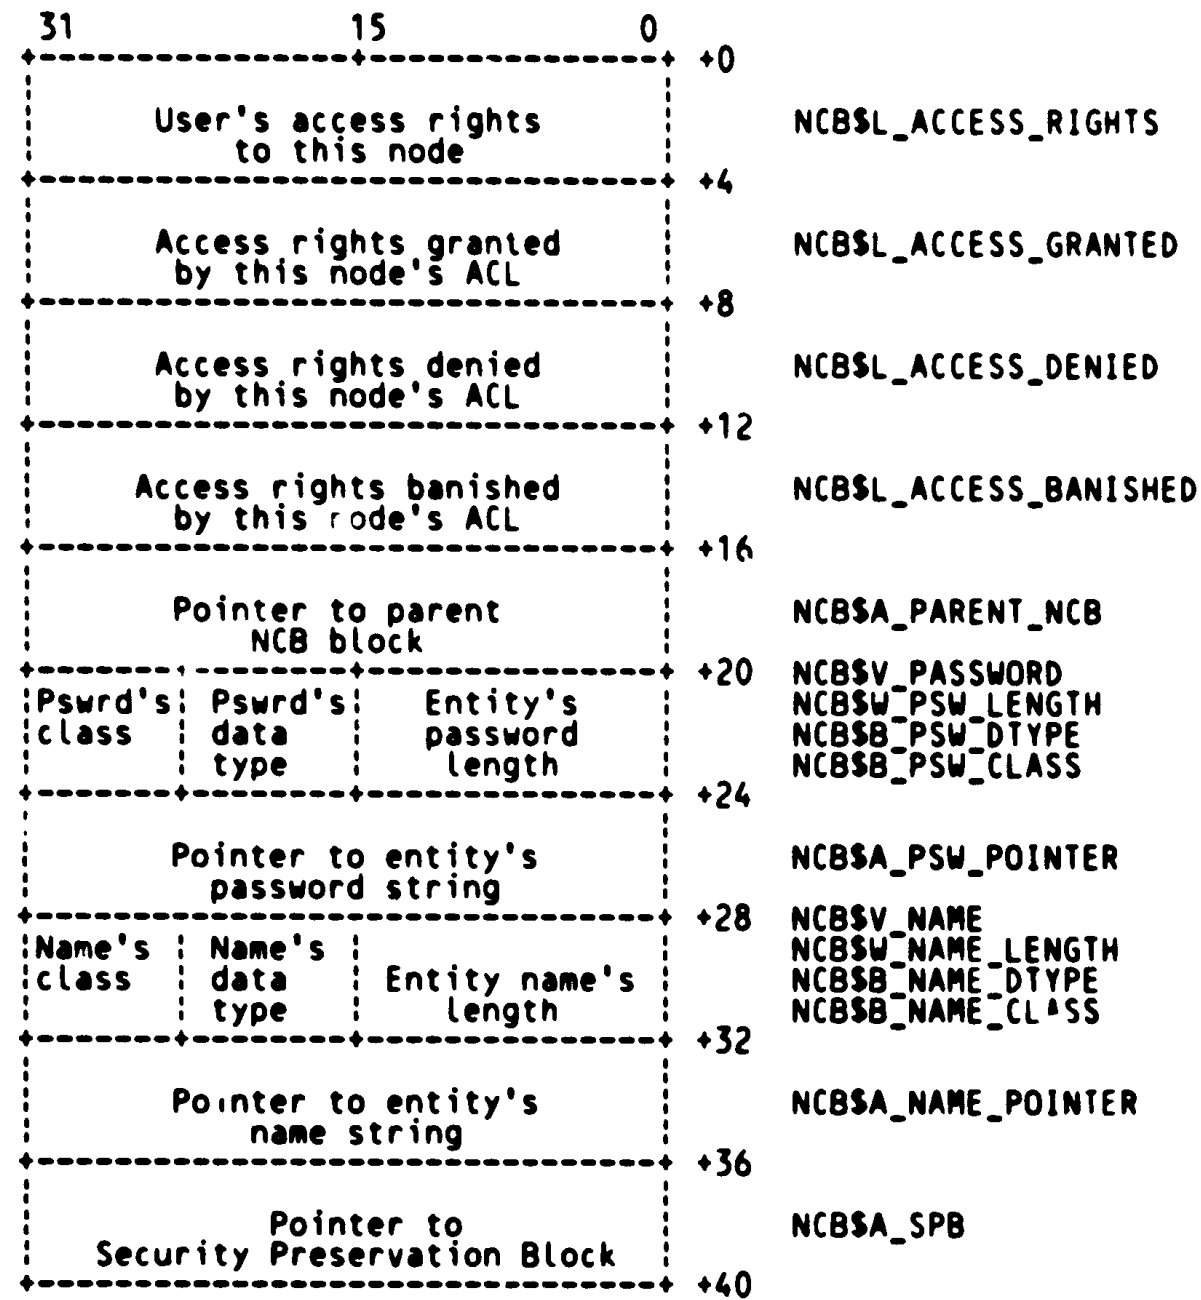 31 15 0
+0
User's access rights NCB$L_ACCESS_RIGHTS
to this node
+4
Access rights granted NCB$L_ACCESS_GRANTED
by this node's ACL
+8
Access rights denied NCB$L_ACCESS_DENIED
by this node's ACL
+12
Access rights banished NCB$L_ACCESS_BANISHED
by this node's ACL
+16
Pointer to parent NCB$A_PARENT_NCB
NCB block
+20 NCB$V_PASSWORD
Pswrd's Pswrd's Entity's NCB$W_PSW_LENGTH
class data password NCB$B_PSW_DTYPE
type length NCB$B_PSW_CLASS
+24
Pointer to entity's NCB$A_PSW_POINTER
password string
+28 NCB$V_NAME
Name's Name's NCB$W_NAME_LENGTH
class data Entity name's NCB$B_NAME_DTYPE
type length NCB$B_NAME_CLASS
+32
Pointer to entity's NCB$A_NAME_POINTER
name string
+36
Pointer to NCB$A_SPB
Security Preservation Block
+40